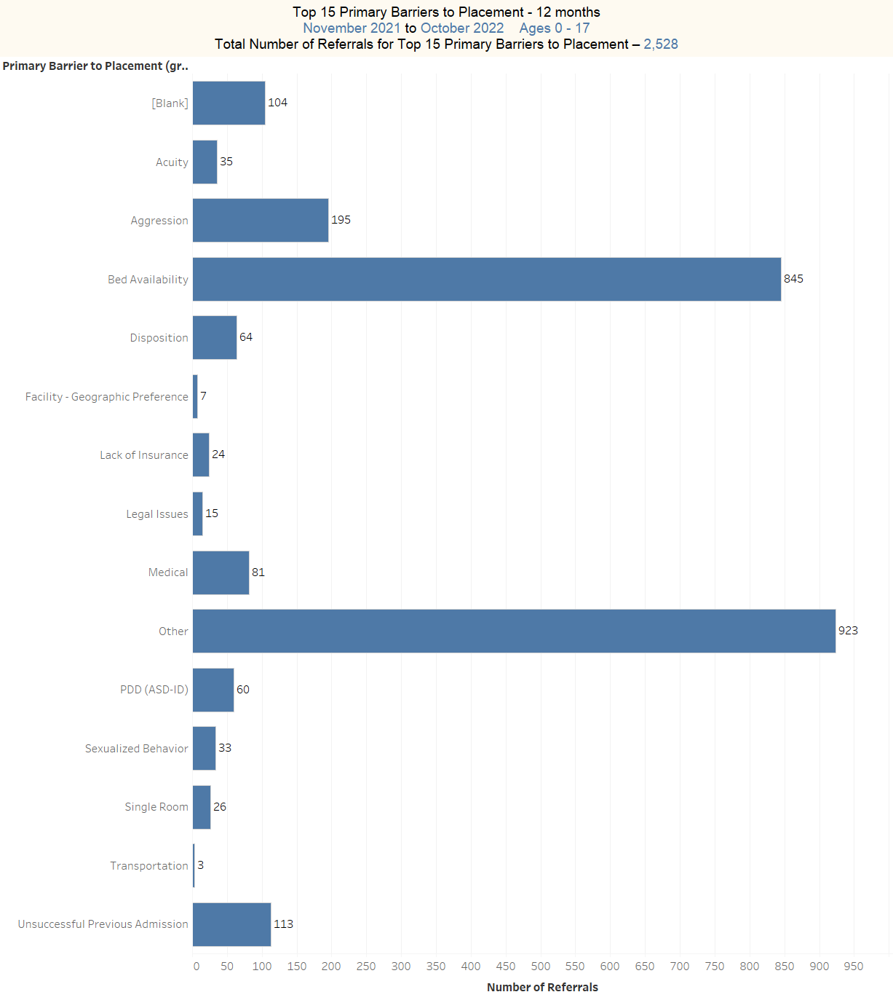 Top 15 Primary Barriers to Placement - 12 months
November 2021 to October 2022 Ages 0 - 17
Total Number of Referrals for Top 15 Primary Barriers to Placement – 2,528
Primary Barrier to Placement (gr..
[Blank] 104
Acuity 35
Aggression 195
Bed Availability 845
Disposition 64
Facility - Geographic Preference 7
Lack of Insurance 24
Legal Issues 15
Medical 81
Other 923
PDD (ASD-ID) 60
Sexualized Behavior 33
Single Room 26
Transportation 3
Unsuccessful Previous Admission 113
0 50 100 150 200 250 300 350 400 450 500 550 600 650 700 750 800 850 900 950
Number of Referrals